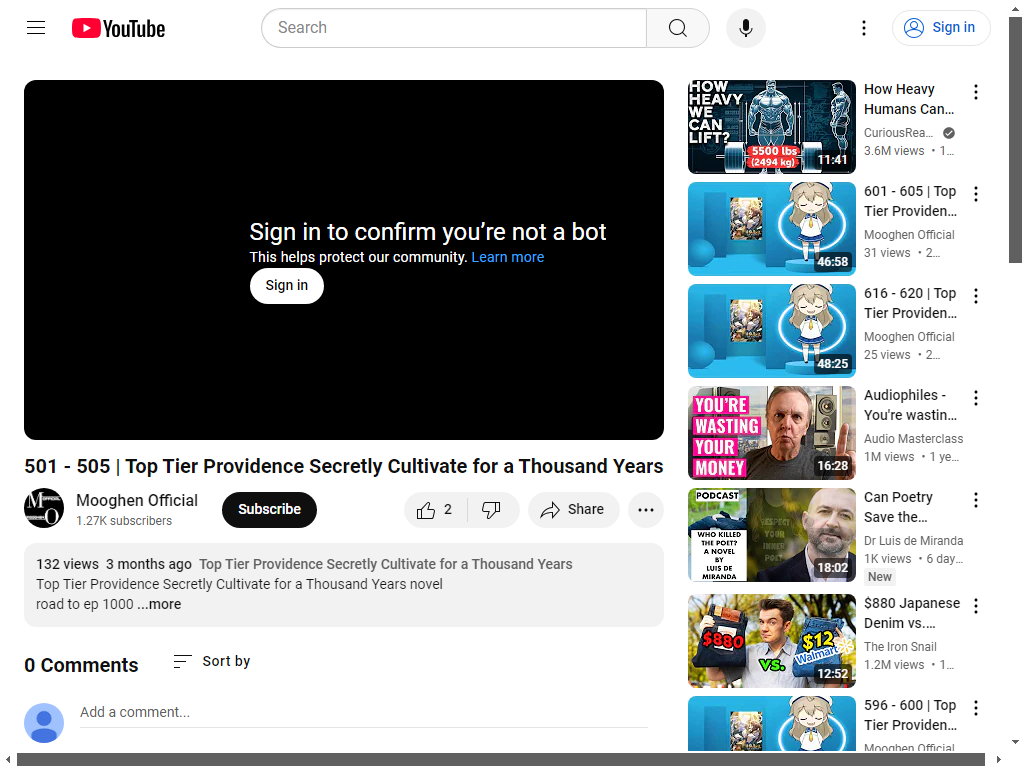 YouTube
Search
Sign in
Sign in to confirm you’re not a bot
This helps protect our community. Learn more
Sign in
501 - 505 | Top Tier Providence Secretly Cultivate for a Thousand Years
Mooghen Official
1.27K subscribers
Subscribe
2
Share
132 views 3 months ago Top Tier Providence Secretly Cultivate for a Thousand Years
Top Tier Providence Secretly Cultivate for a Thousand Years novel
road to ep 1000 ...more
0 Comments
Sort by
Add a comment...
HOW
HEAVY
WE
CAN
LIFT?
5500 lbs
(2494 kg)
11:41
How Heavy
Humans Can...
CuriousRea...
3.6M views • 1...
46:58
601 - 605 | Top
Tier Providen...
Mooghen Official
31 views • 2...
48:25
616 - 620 | Top
Tier Providen...
Mooghen Official
25 views • 2...
YOU'RE
WASTING
YOUR
MONEY
16:28
Audiophiles -
You're wastin...
Audio Masterclass
1M views • 1 ye...
PODCAST
WHO KILLED
THE POET?
A NOVEL
BY
LUIS DE
MIRANDA
RESPECT
YOUR
INNER
POET
18:02
Can Poetry
Save the...
Dr Luis de Miranda
1K views • 6 day...
New
$880
VS.
$12
Walmart
12:52
$880 Japanese
Denim vs....
The Iron Snail
1.2M views • 1...
596 - 600 | Top
Tier Providen...
Mooghen Official